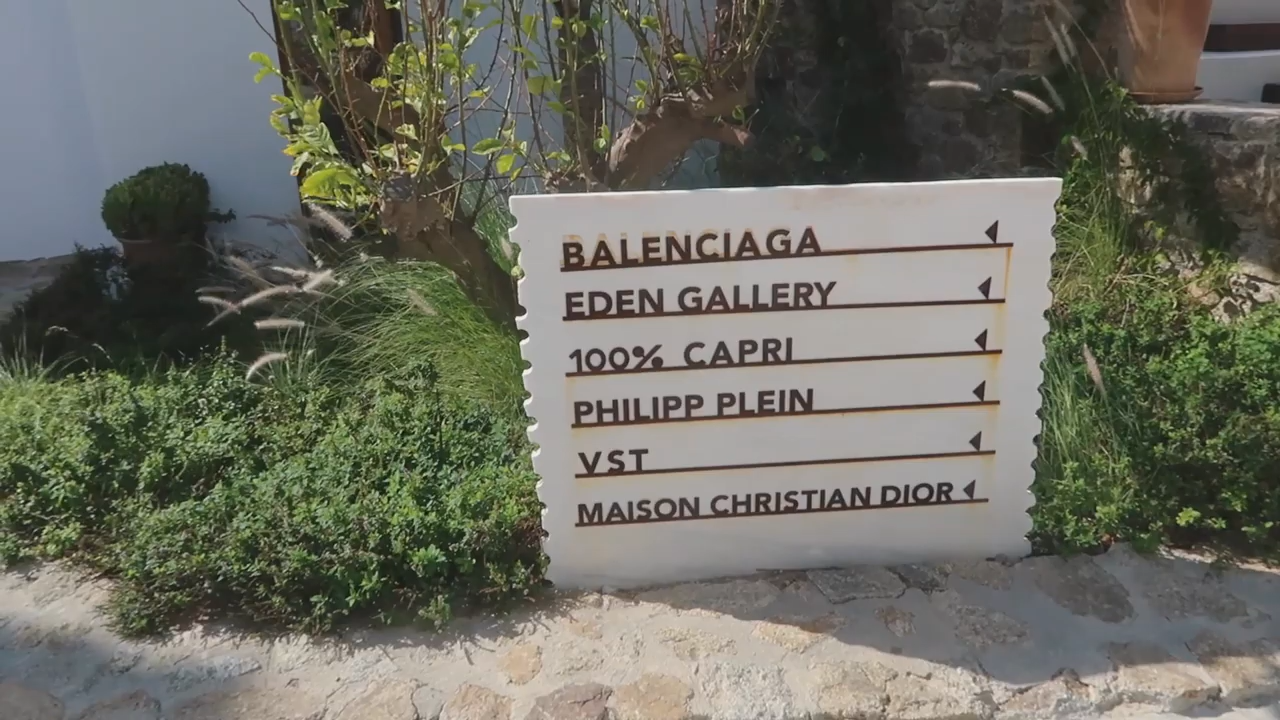 BALENCIAGA
EDEN GALLERY
100% CAPRI
PHILIPP PLEIN
VST
MAISON CHRISTIAN DIOR